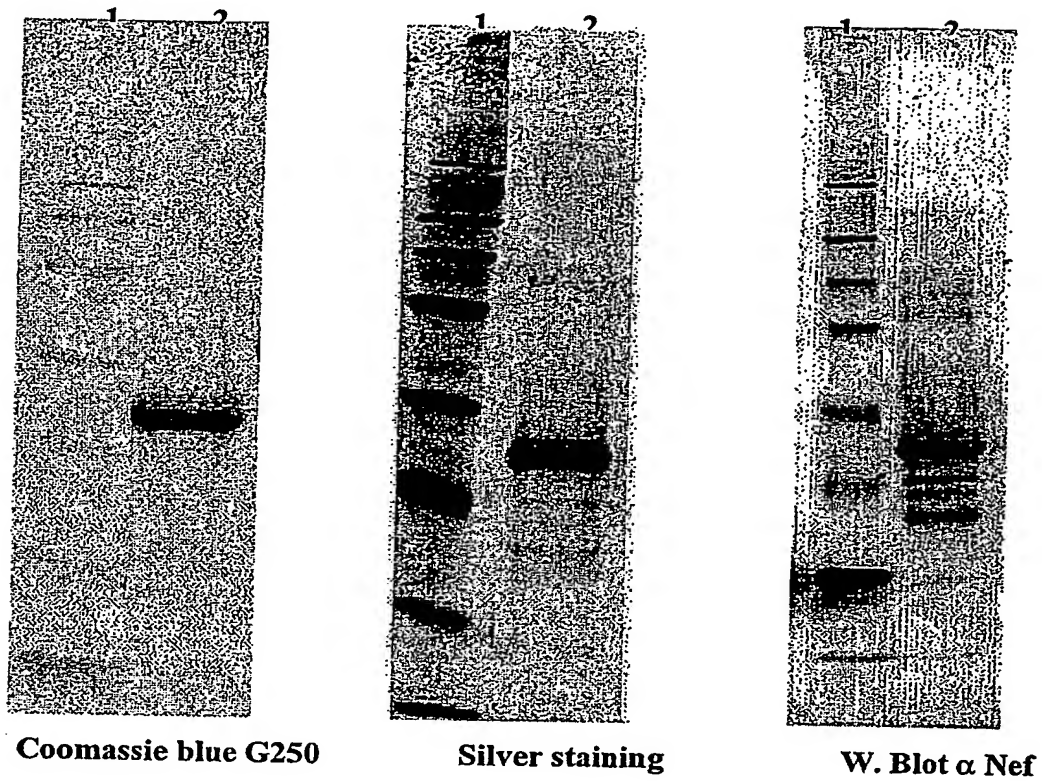 1 2
1 2
1 2
Coomassie blue G250
Silver staining
W. Blot α Nef